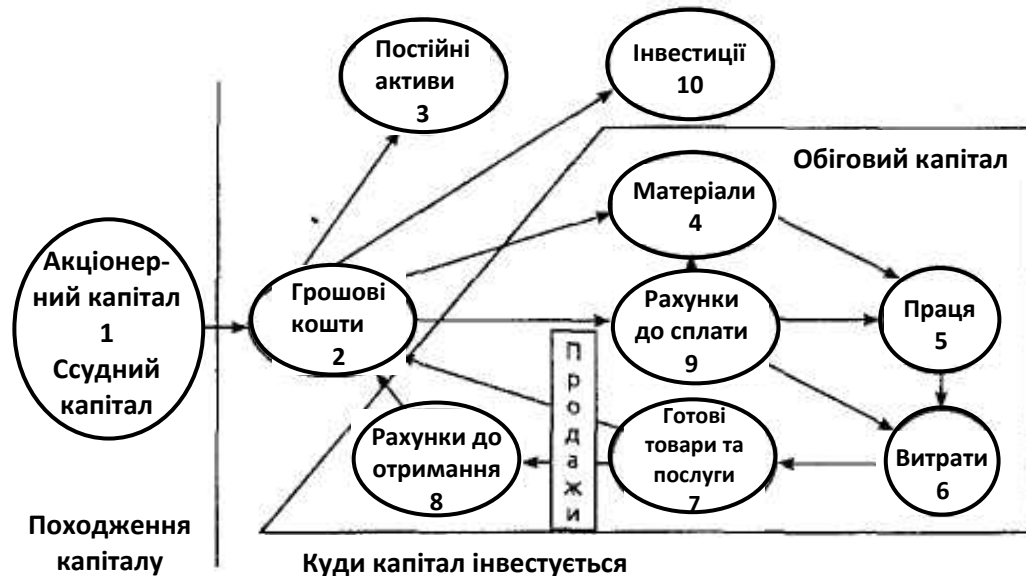 Постійні
активи
3
Інвестиції
10
Обіговий капітал
Матеріали
4
Акціонер-
ний капітал
1
Ссудний
капітал
Грошові
кошти
2
Рахунки
до сплати
9
Праця
5
Продажи
Рахунки до
отримання
8
Готові
товари та
послуги
7
Витрати
6
Походження
капіталу
Куди капітал інвестується